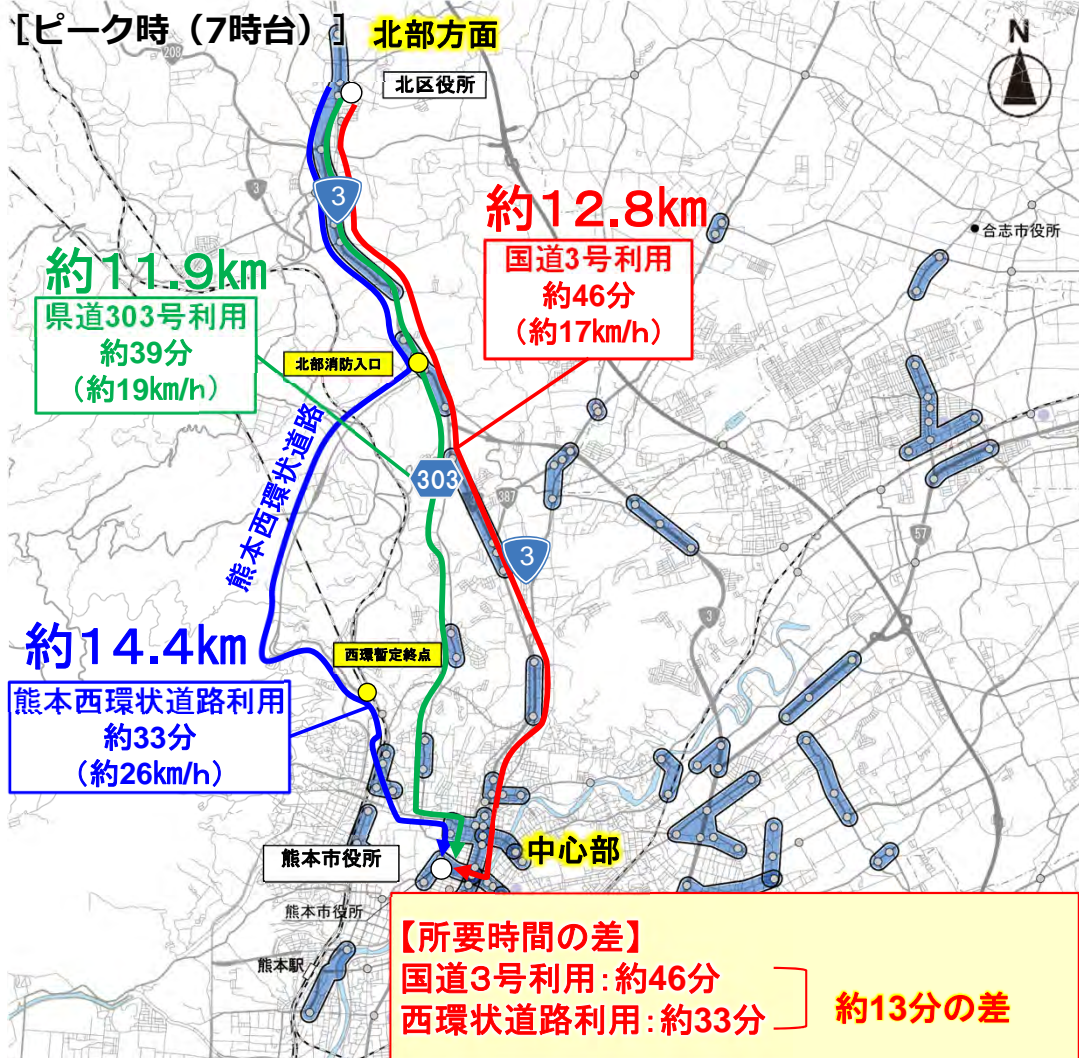 [ピーク時（7時台）]
北部方面
N
208
北区役所
3
3
約12.8km
国道3号利用
約46分
（約17km/h）
合志市役所
約11.9km
県道303号利用
約39分
（約19km/h）
北部消防入口
熊本西環状道路
303
387
3
57
3
約14.4km
西環暫定終点
熊本西環状道路利用
約33分
（約26km/h）
熊本市役所
中心部
熊本市役所
熊本駅
【所要時間の差】
国道3号利用：約46分
西環状道路利用：約33分
約13分の差